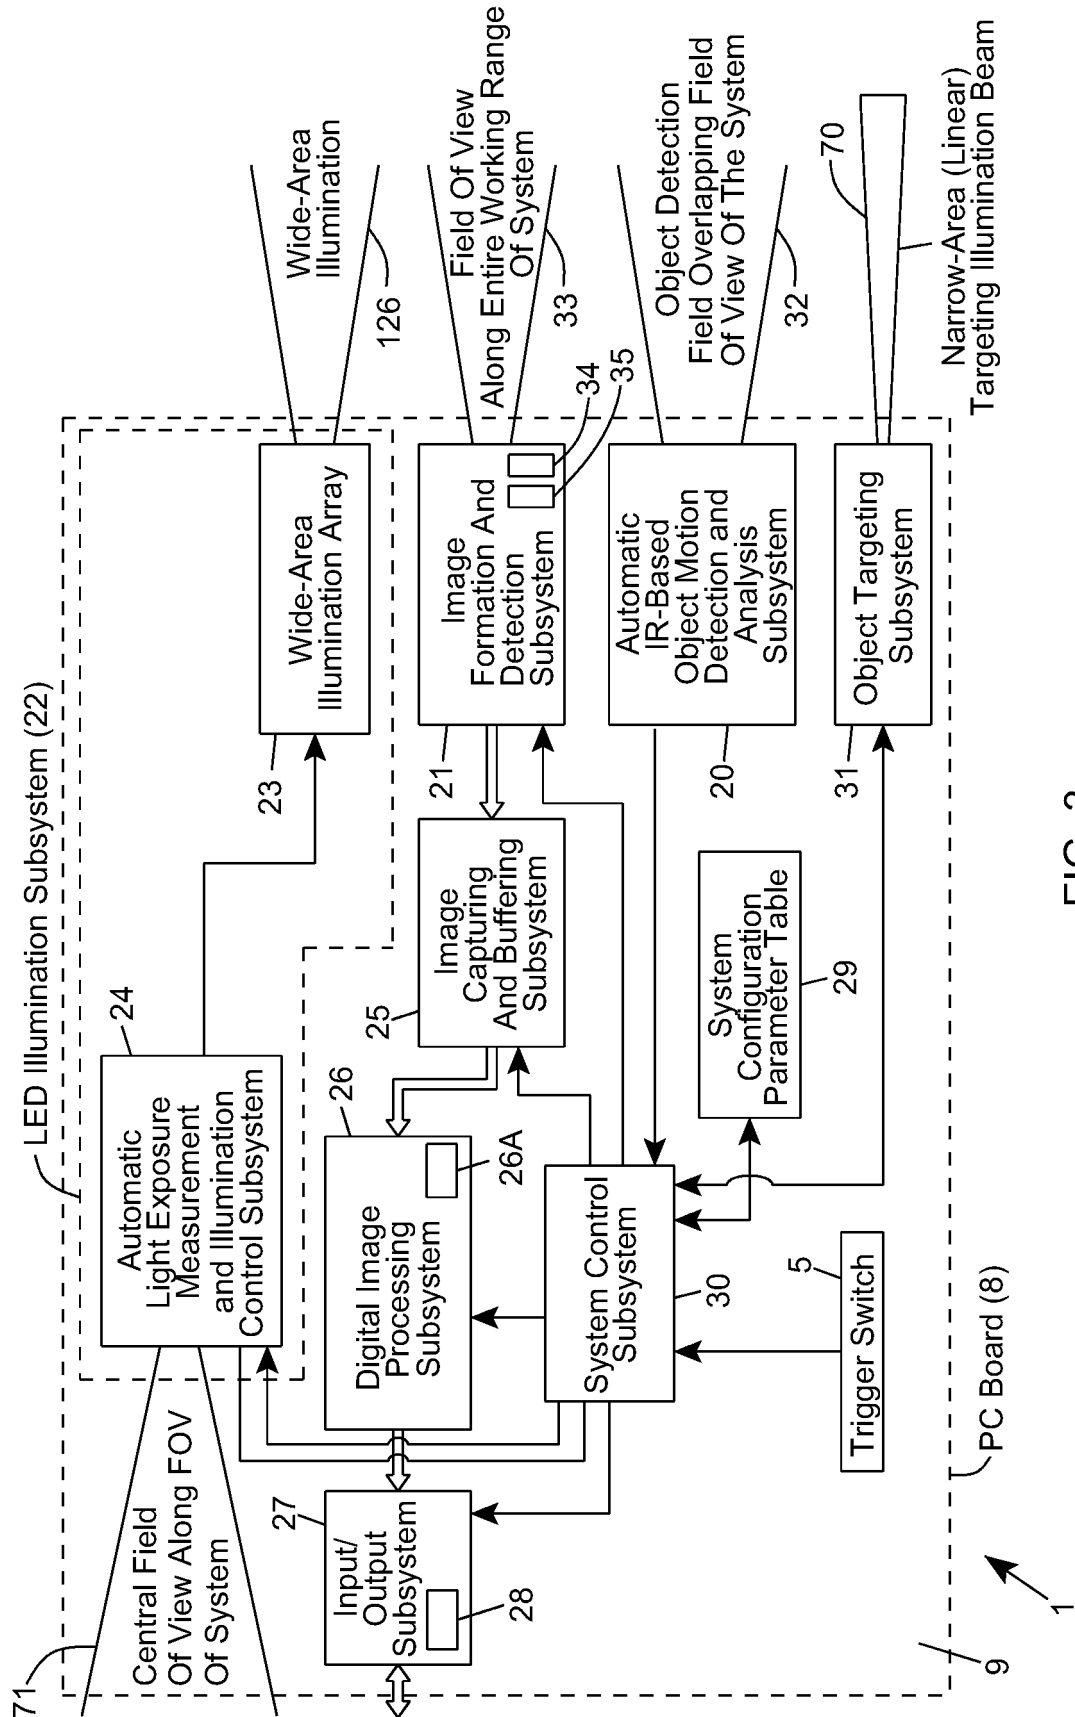 LED Illumination Subsystem (22)
71
Central Field
Of View Along FOV
Of System
24
Automatic
Light Exposure
Measurement
and Illumination
Control Subsystem
23
Wide-Area
Illumination Array
Wide-Area
Illumination
126
27
Input/
Output
Subsystem
28
26
Digital Image
Processing
Subsystem
26A
25
Image
Capturing
And Buffering
Subsystem
21
Image
Formation And
Detection
Subsystem
34
35
Field Of View
Along Entire Working Range
Of System
33
System Control
Subsystem
30
20
Automatic
IR-Based
Object Motion
Detection and
Analysis
Subsystem
Object Detection
Field Overlapping Field
Of View Of The System
32
System
Configuration
Parameter Table
29
5
Trigger Switch
31
Object Targeting
Subsystem
70
Narrow-Area (Linear)
Targeting Illumination Beam
PC Board (8)
9
1
FIG.